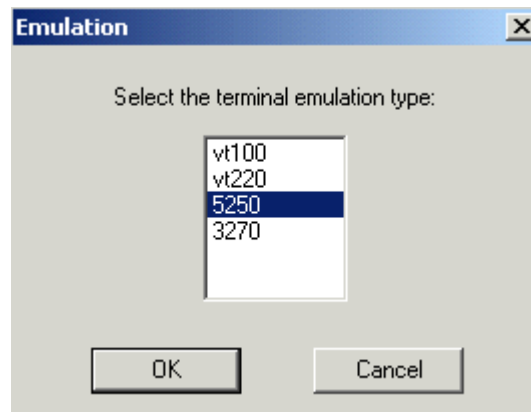 Emulation
Select the terminal emulation type:
vt100
vt220
5250
3270
OK
Cancel